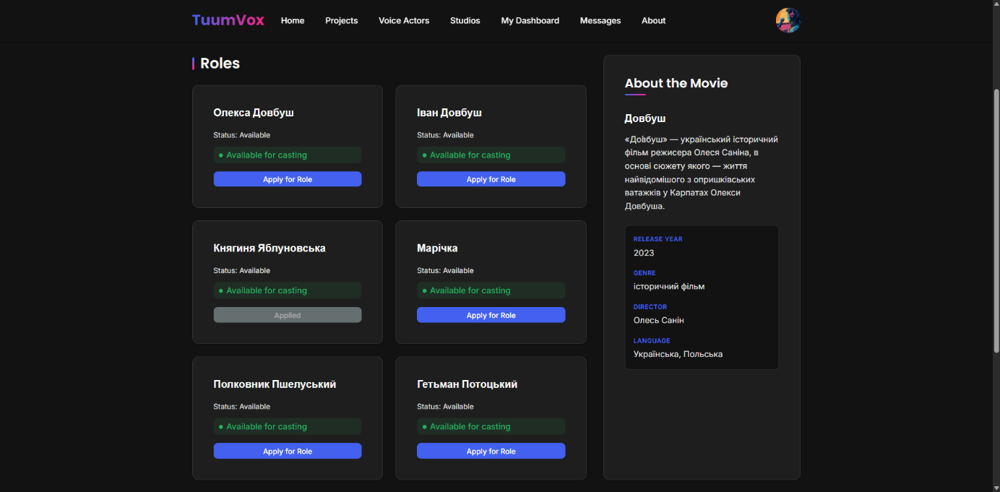 TuumVox
Home
Projects
Voice Actors
Studios
My Dashboard
Messages
About
Roles
Олекса Довбуш
Status: Available
Available for casting
Apply for Role
Іван Довбуш
Status: Available
Available for casting
Apply for Role
Княгиня Яблуновська
Status: Available
Available for casting
Applied
Марічка
Status: Available
Available for casting
Apply for Role
Полковник Пшелуський
Status: Available
Available for casting
Apply for Role
Гетьман Потоцький
Status: Available
Available for casting
Apply for Role
About the Movie
Довбуш
«До́вбуш» — український історичний
фільм режисера Олеся Саніна, в
основі сюжету якого — життя
найвідомішого з опришківських
ватажків у Карпатах Олекси
Довбуша.
RELEASE YEAR
2023
GENRE
історичний фільм
DIRECTOR
Олесь Санін
LANGUAGE
Українська, Польська